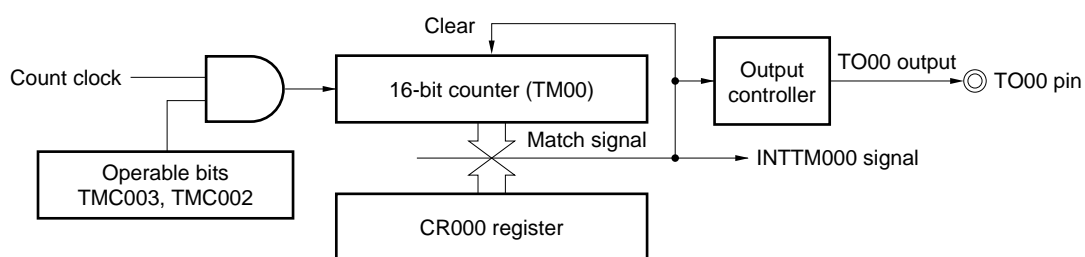 Clear
Count clock
16-bit counter (TM00)
Output
controller
TO00 output
TO00 pin
Operable bits
TMC003, TMC002
Match signal
INTTM000 signal
CR000 register